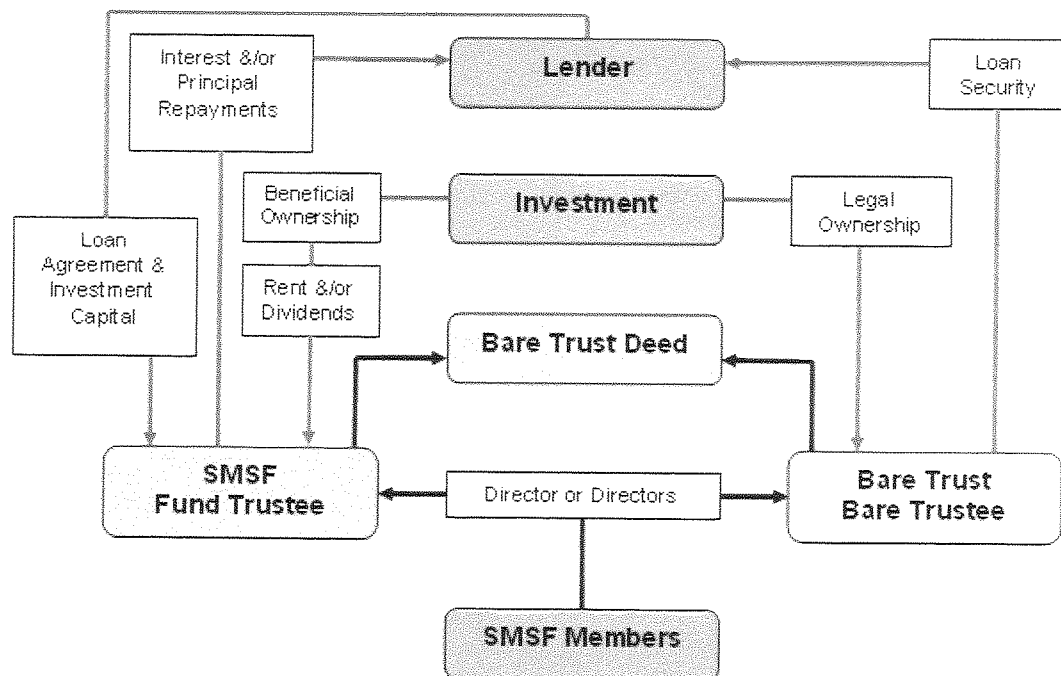 Interest &/or
Principal
Repayments
Lender
Loan
Security
Beneficial
Ownership
Investment
Legal
Ownership
Loan
Agreement &
Investment
Capital
Rent &/or
Dividends
Bare Trust Deed
SMSF
Fund Trustee
Director or Directors
Bare Trust
Bare Trustee
SMSF Members